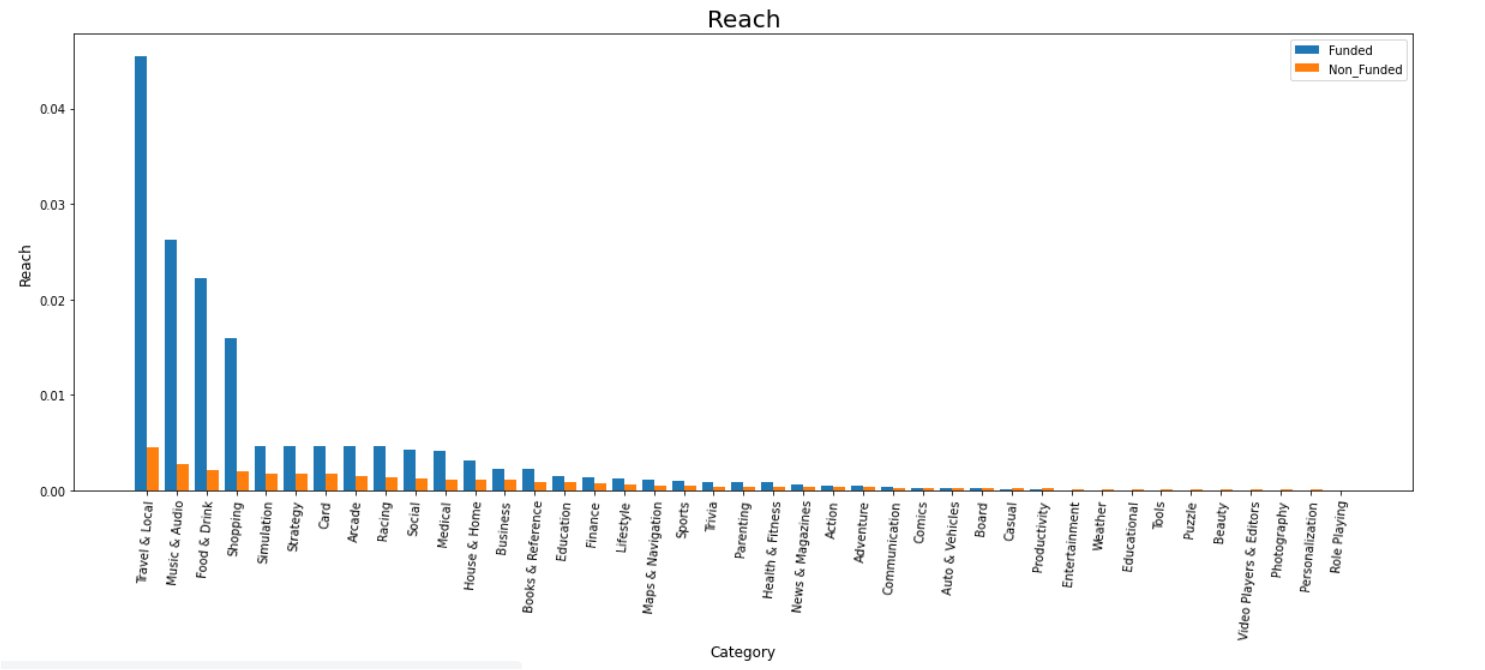 Reach
Funded
Non_Funded
0.04
0.03
0.02
0.01
0.00
Reach
Travel & Local
Music & Audio
Food & Drink
Shopping
Simulation
Strategy
Card
Arcade
Racing
Social
Medical
House & Home
Business
Books & Reference
Education
Finance
Lifestyle
Maps & Navigation
Sports
Trivia
Parenting
Health & Fitness
News & Magazines
Action
Adventure
Communication
Comics
Auto & Vehicles
Board
Casual
Productivity
Entertainment
Weather
Educational
Tools
Puzzle
Beauty
Video Players & Editors
Photography
Personalization
Role Playing
Category